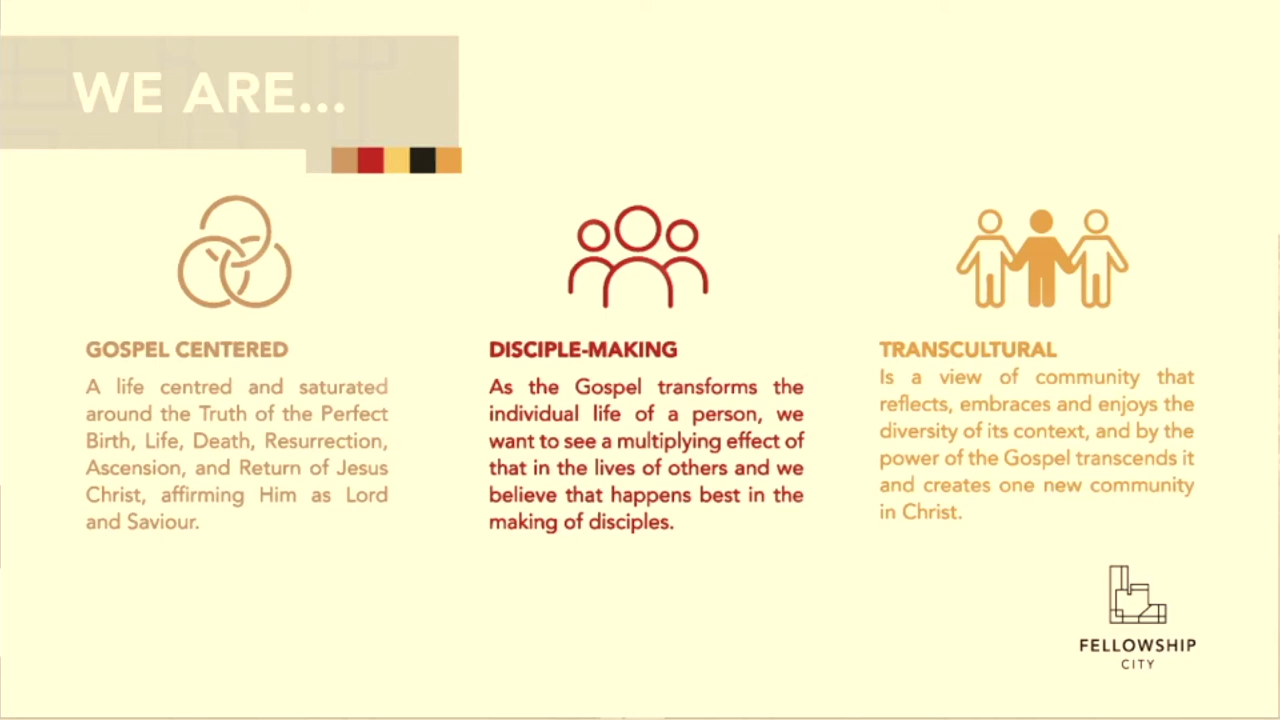 WE ARE...
GOSPEL CENTERED
A life centred and saturated
around the Truth of the Perfect
Birth, Life, Death, Resurrection,
Ascension, and Return of Jesus
Christ, affirming Him as Lord
and Saviour.
DISCIPLE-MAKING
As the Gospel transforms the
individual life of a person, we
want to see a multiplying effect of
that in the lives of others and we
believe that happens best in the
making of disciples.
TRANSCULTURAL
Is a view of community that
reflects, embraces and enjoys the
diversity of its context, and by the
power of the Gospel transcends it
and creates one new community
in Christ.
FELLOWSHIP
CITY